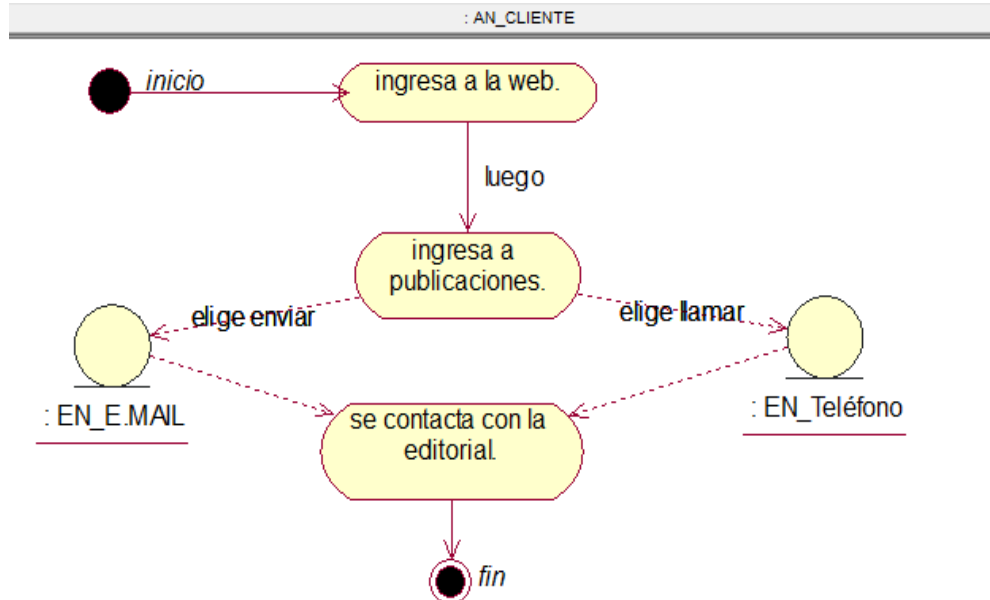 : AN_CLIENTE
inicio
ingresa a la web.
luego
ingresa a
publicaciones.
elige enviar
elige llamar
: EN_E.MAIL
: EN_Teléfono
se contacta con la
editorial.
fin